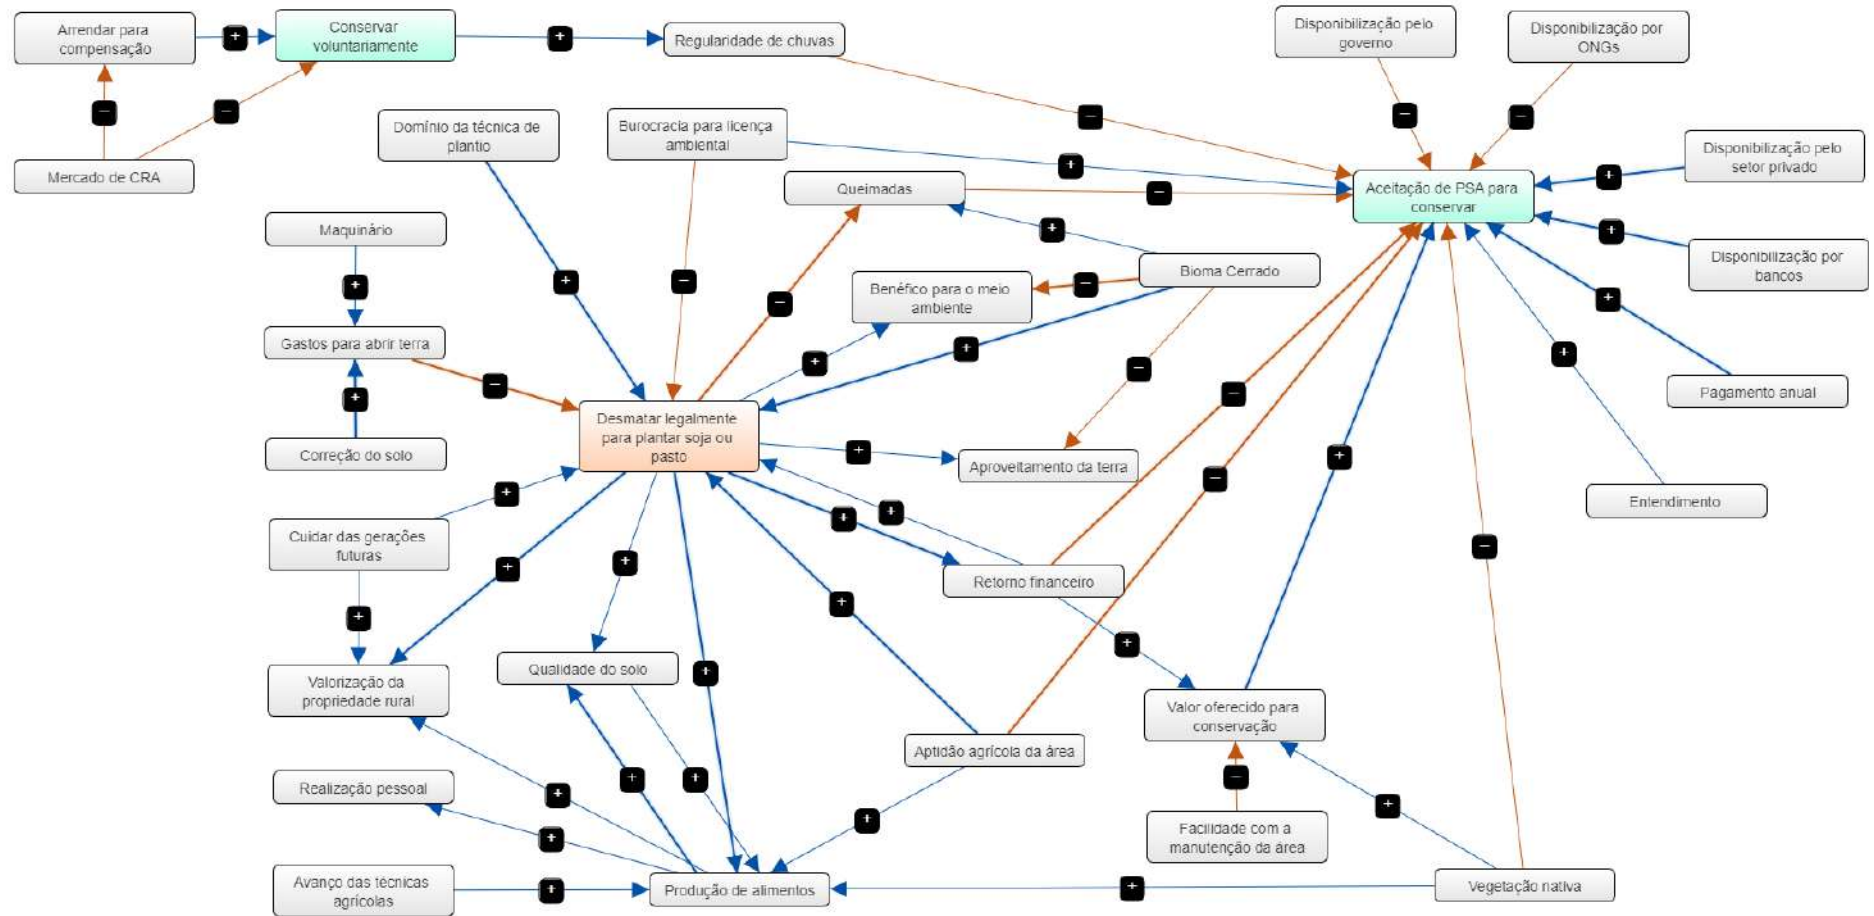 Arrendar para
compensação
+
Conservar
voluntariamente
+
Regularidade de chuvas
Disponibilização pelo
governo
Disponibilização por
ONGs
−
−
−
−
−
Mercado de CRA
Domínio da técnica de
plantio
Burocracia para licença
ambiental
+
Disponibilização pelo
setor privado
+
Queimadas
−
Aceitação de PSA para
conservar
Maquinário
+
+
Disponibilização por
bancos
+
−
Benéfico para o meio
ambiente
−
Bioma Cerrado
+
−
+
Gastos para abrir terra
−
+
+
−
+
Pagamento anual
+
Desmatar legalmente
para plantar soja ou
pasto
−
Correção do solo
+
Aproveitamento da terra
+
−
Entendimento
+
+
+
Cuidar das gerações
futuras
−
+
+
Retorno financeiro
+
+
+
Qualidade do solo
+
Valorização da
propriedade rural
Valor oferecido para
conservação
Aptidão agrícola da área
Realização pessoal
+
+
+
−
+
+
+
Facilidade com a
manutenção da área
Avanço das técnicas
agrícolas
+
Produção de alimentos
+
Vegetação nativa